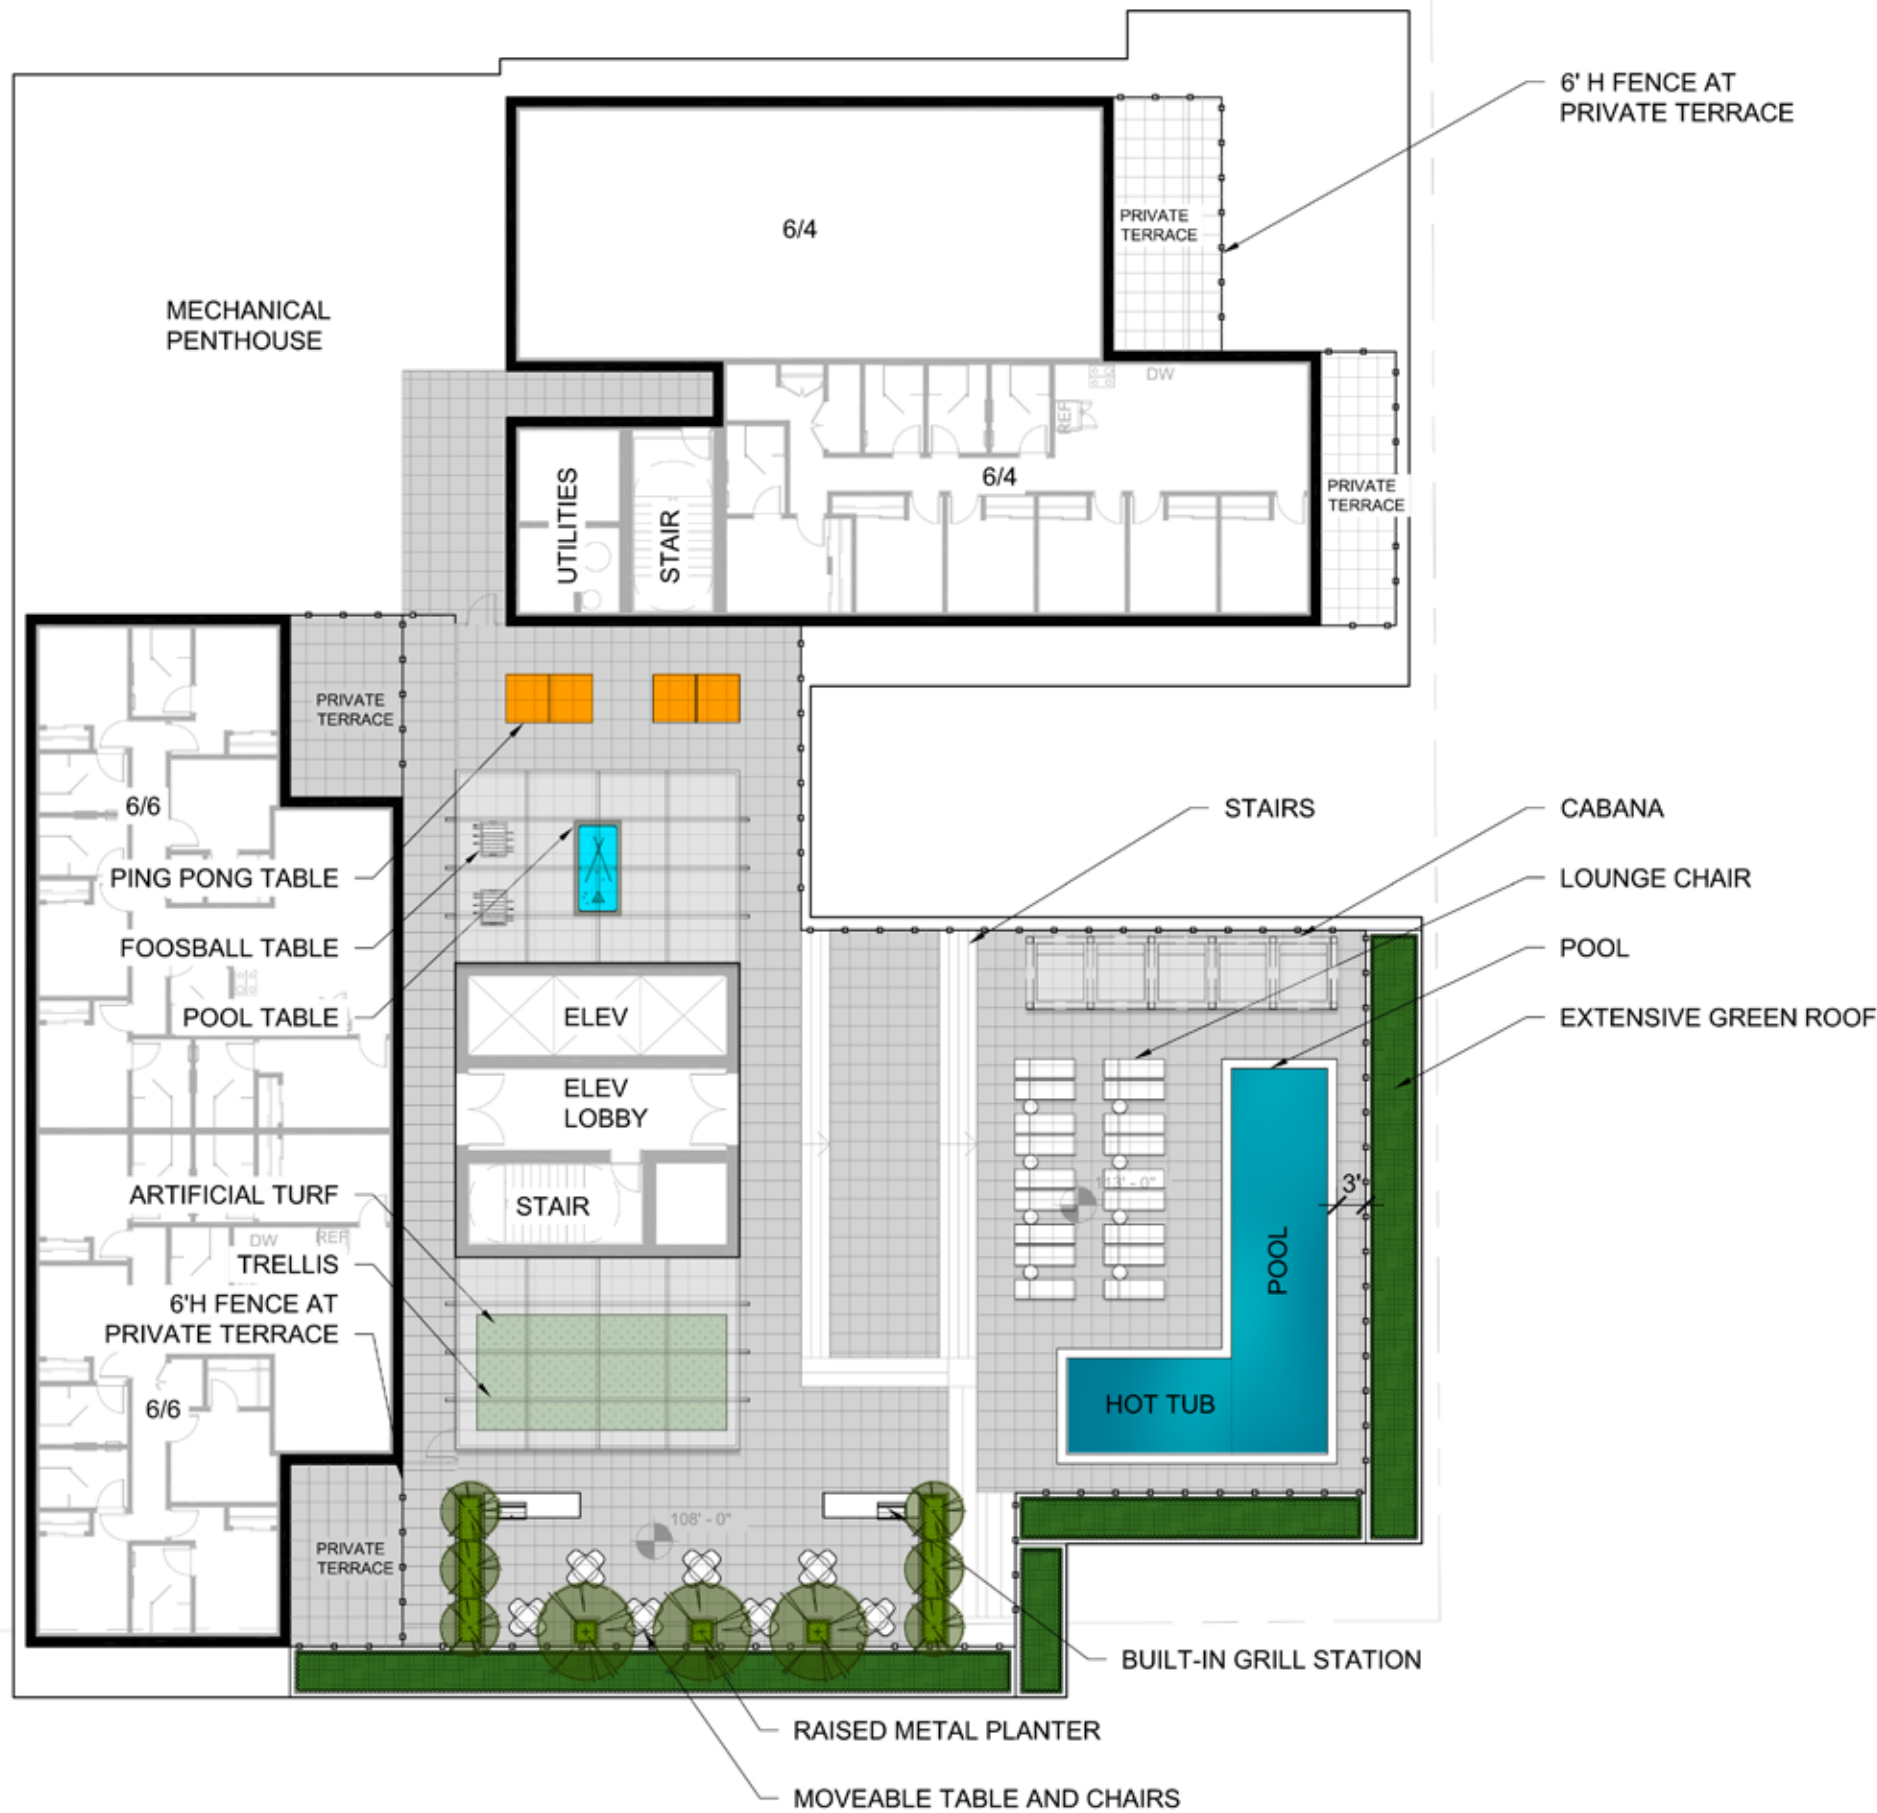 6' H FENCE AT
PRIVATE TERRACE
6/4
PRIVATE
TERRACE
MECHANICAL
PENTHOUSE
DW
REF
6/4
UTILITIES
STAIR
PRIVATE
TERRACE
PRIVATE
TERRACE
6/6
STAIRS
CABANA
PING PONG TABLE
LOUNGE CHAIR
FOOSBALL TABLE
POOL
POOL TABLE
ELEV
EXTENSIVE GREEN ROOF
ELEV
LOBBY
ARTIFICIAL TURF
STAIR
113' - 0"
3'
DW
REF
TRELLIS
POOL
6'H FENCE AT
PRIVATE TERRACE
6/6
HOT TUB
108' - 0"
PRIVATE
TERRACE
BUILT-IN GRILL STATION
RAISED METAL PLANTER
MOVEABLE TABLE AND CHAIRS